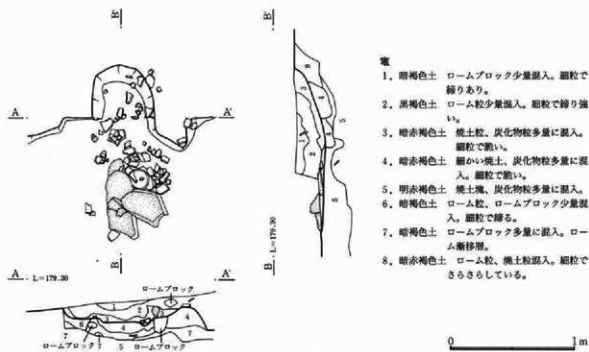 B'
B'
A
A'
B
B
L=179.30
竈
1．暗褐色土　ロームブロック少量混入。細粒で
締りあり。
2．黒褐色土　ローム粒少量混入。細粒で締り強
い。
3．暗赤褐色土　焼土粒、炭化物粒多量に混入。
細粒で脆い。
4．暗赤褐色土　細かい焼土、炭化物粒多量に混
入。細粒で脆い。
5．明赤褐色土　焼土塊、炭化物粒多量に混入。
6．暗褐色土　ローム粒、ロームブロック少量混
入。細粒で締る。
7．暗褐色土　ロームブロック多量に混入。ロー
ム漸移層。
8．暗赤褐色土　ローム粒、焼土粒混入。細粒で
さらさらしている。
A
L=179.30
A'
ロームブロック
ロームブロック
ロームブロック
0
1m